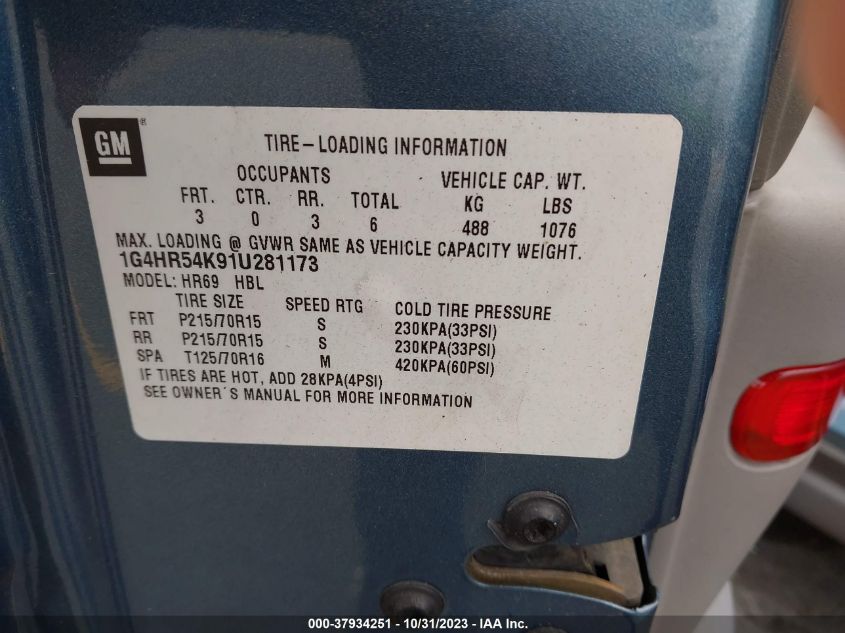 GM ®
TIRE-LOADING INFORMATION
OCCUPANTS VEHICLE CAP. WT.
FRT. CTR. RR. TOTAL KG LBS
3 0 3 6 488 1076
MAX. LOADING @ GVWR SAME AS VEHICLE CAPACITY WEIGHT.
1G4HR54K91U281173
MODEL: HR69 HBL
TIRE SIZE SPEED RTG COLD TIRE PRESSURE
FRT P215/70R15 S 230KPA(33PSI)
RR P215/70R15 S 230KPA(33PSI)
SPA T125/70R16 M 420KPA(60PSI)
IF TIRES ARE HOT, ADD 28KPA(4PSI)
SEE OWNER'S MANUAL FOR MORE INFORMATION
000-37934251 - 10/31/2023 - IAA Inc.